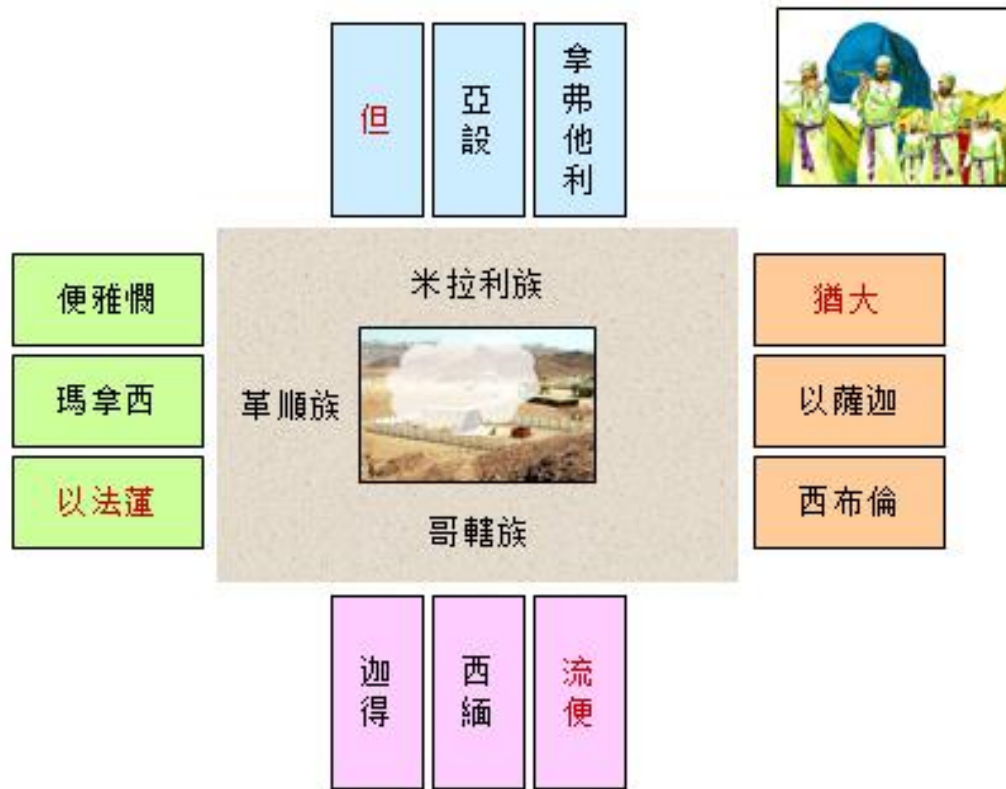 但
亞設
拿弗他利
米拉利族
便雅憫
瑪拿西
以法蓮
革順族
猶大
以薩迦
西布倫
哥轄族
迦得
西緬
流便